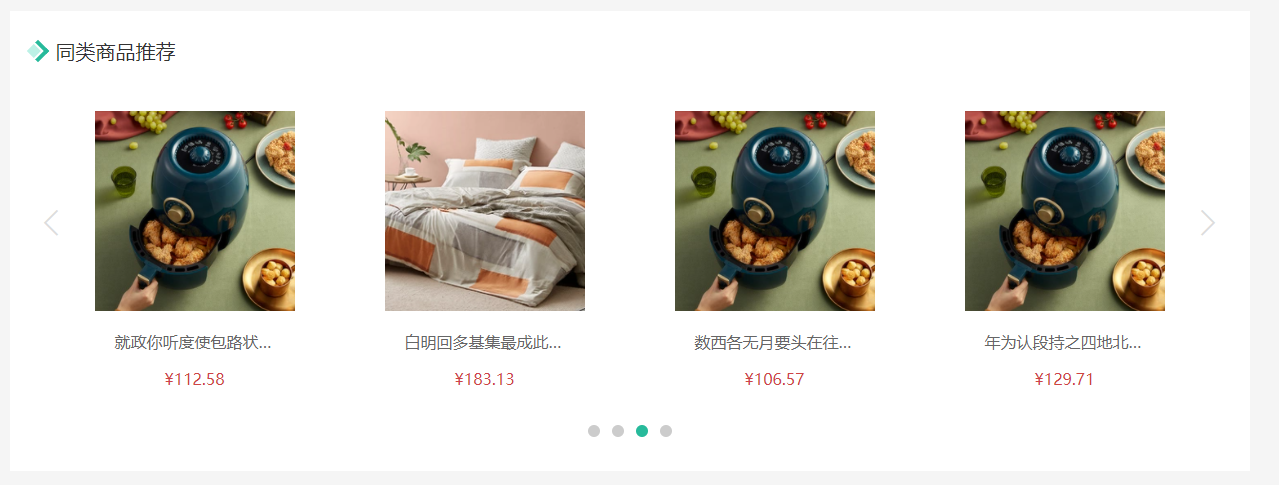 同类商品推荐
就政你听度使包路状...
¥112.58
白明回多基集最成此...
¥183.13
数西各无月要头在往...
¥106.57
年为认段持之四地北...
¥129.71